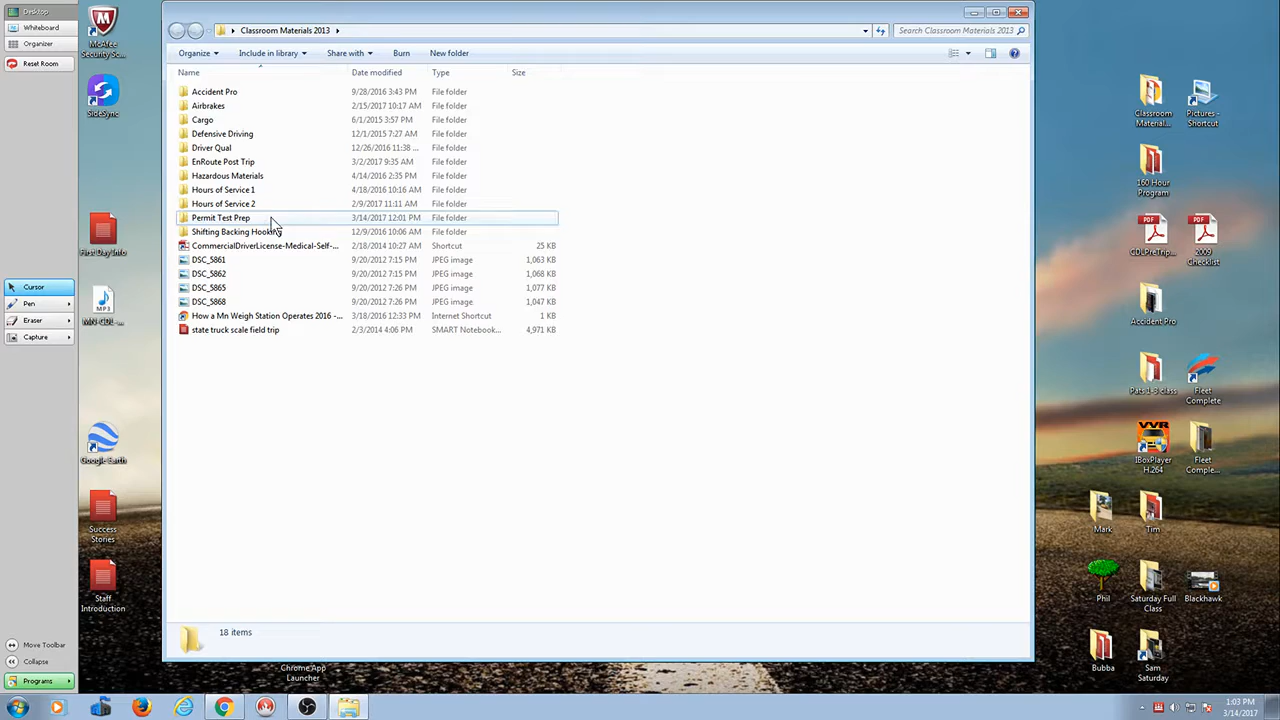 Desktop
Whiteboard
Organizer
Reset Room
Cursor
Pen
Eraser
Capture
Move Toolbar
Collapse
Programs
McAfee
Security Sc...
SideSync
First Day Info
MP3
MN-CDL-...
Google Earth
Success
Stories
Staff
Introduction
Classroom Materials 2013
Search Classroom Materials 2013
Organize
Include in library
Share with
Burn
New folder
Name Date modified Type Size
Accident Pro 9/28/2016 3:43 PM File folder
Airbrakes 2/15/2017 10:17 AM File folder
Cargo 6/1/2015 3:57 PM File folder
Defensive Driving 12/1/2015 7:27 AM File folder
Driver Qual 12/26/2016 11:38 ... File folder
EnRoute Post Trip 3/2/2017 9:35 AM File folder
Hazardous Materials 4/14/2016 2:35 PM File folder
Hours of Service 1 4/18/2016 10:16 AM File folder
Hours of Service 2 2/9/2017 11:11 AM File folder
Permit Test Prep 3/14/2017 12:01 PM File folder
Shifting Backing Hooking 12/9/2016 10:06 AM File folder
CommercialDriverLicense-Medical-Self-... 2/18/2014 10:27 AM Shortcut 25 KB
DSC_5861 9/20/2012 7:15 PM JPEG image 1,063 KB
DSC_5862 9/20/2012 7:15 PM JPEG image 1,068 KB
DSC_5865 9/20/2012 7:26 PM JPEG image 1,077 KB
DSC_5868 9/20/2012 7:26 PM JPEG image 1,047 KB
How a Mn Weigh Station Operates 2016 -... 3/18/2016 12:33 PM Internet Shortcut 1 KB
state truck scale field trip 2/3/2014 4:06 PM SMART Notebook... 4,971 KB
18 items
Chrome App
Launcher
Classroom
Material...
Pictures -
Shortcut
160 Hour
Program
CDLPreTrip...
2009
Checklist
Accident Pro
Pats 1-3 class
Fleet
Complete
VVR
IBoxPlayer
H.264
Fleet
Comple...
Mark
Tim
Phil
Saturday Full
Class
Blackhawk
Bubba
Sam
Saturday
1:03 PM
3/14/2017